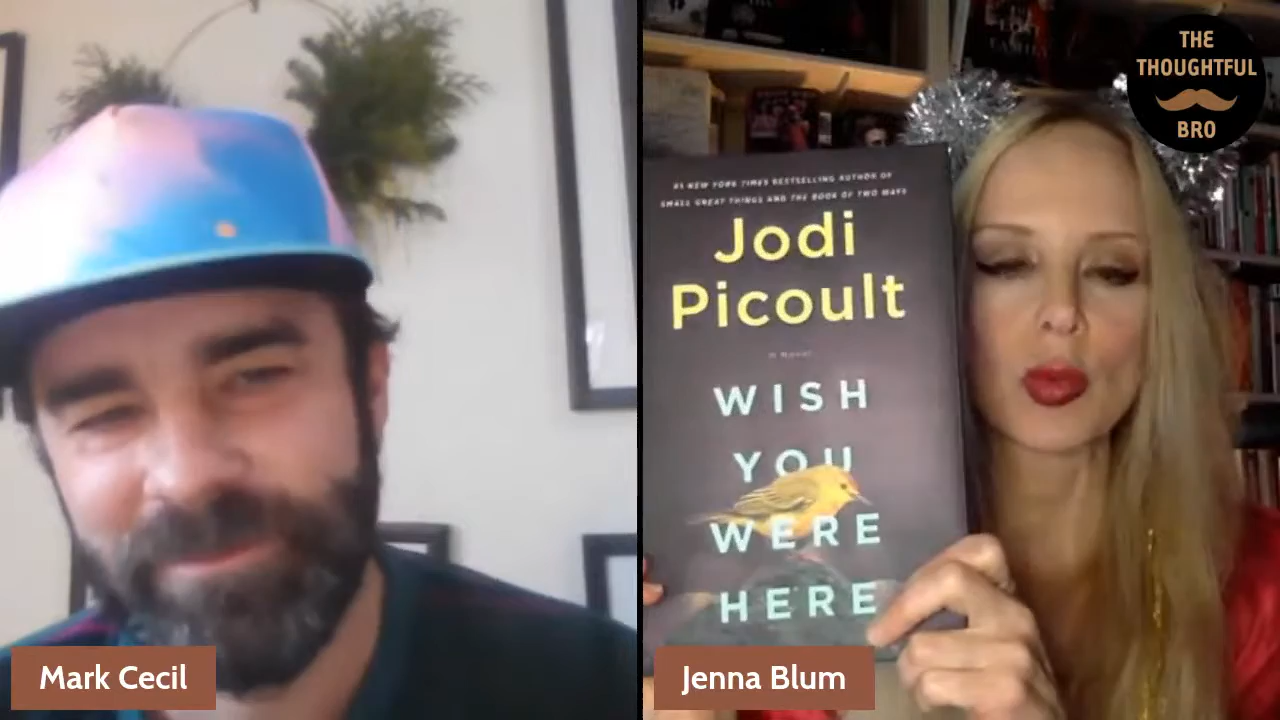 THE
THOUGHTFUL
BRO
#1 NEW YORK TIMES BESTSELLING AUTHOR OF
SMALL GREAT THINGS AND THE BOOK OF TWO WAYS
Jodi
Picoult
a Novel
WISH
YOU
WERE
HERE
Mark Cecil
Jenna Blum